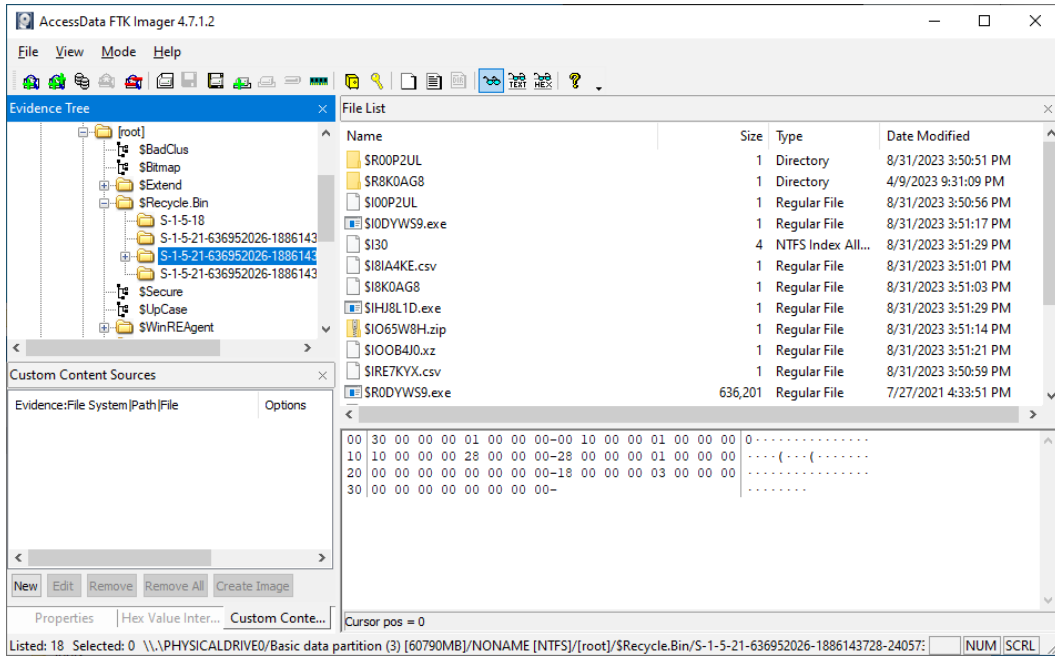 AccessData FTK Imager 4.7.1.2
File View Mode Help
TEXT HEX ?
Evidence Tree
[root]
$BadClus
$Bitmap
$Extend
$Recycle.Bin
S-1-5-18
S-1-5-21-636952026-1886143
S-1-5-21-636952026-1886143
S-1-5-21-636952026-1886143
$Secure
$UpCase
$WinREAgent
Custom Content Sources
Evidence:File System|Path|File Options
New Edit Remove Remove All Create Image
Properties Hex Value Inter... Custom Conte...
File List
Name Size Type Date Modified
$R00P2UL 1 Directory 8/31/2023 3:50:51 PM
$R8K0AG8 1 Directory 4/9/2023 9:31:09 PM
$I00P2UL 1 Regular File 8/31/2023 3:50:56 PM
$I0DYWS9.exe 1 Regular File 8/31/2023 3:51:17 PM
$I30 4 NTFS Index All... 8/31/2023 3:51:29 PM
$I8IA4KE.csv 1 Regular File 8/31/2023 3:51:01 PM
$I8K0AG8 1 Regular File 8/31/2023 3:51:03 PM
$IHJ8L1D.exe 1 Regular File 8/31/2023 3:51:29 PM
$IO65W8H.zip 1 Regular File 8/31/2023 3:51:14 PM
$IOOB4J0.xz 1 Regular File 8/31/2023 3:51:21 PM
$IRE7KYX.csv 1 Regular File 8/31/2023 3:50:59 PM
$R0DYWS9.exe 636,201 Regular File 7/27/2021 4:33:51 PM
00 30 00 00 00 01 00 00 00-00 10 00 00 01 00 00 00 0···············
10 10 00 00 00 28 00 00 00-28 00 00 00 01 00 00 00 ····(···(·······
20 00 00 00 00 00 00 00 00-18 00 00 00 03 00 00 00 ················
30 00 00 00 00 00 00 00 00- ········
Cursor pos = 0
Listed: 18 Selected: 0 \\.\PHYSICALDRIVE0/Basic data partition (3) [60790MB]/NONAME [NTFS]/[root]/$Recycle.Bin/S-1-5-21-636952026-1886143728-240573 NUM SCRL